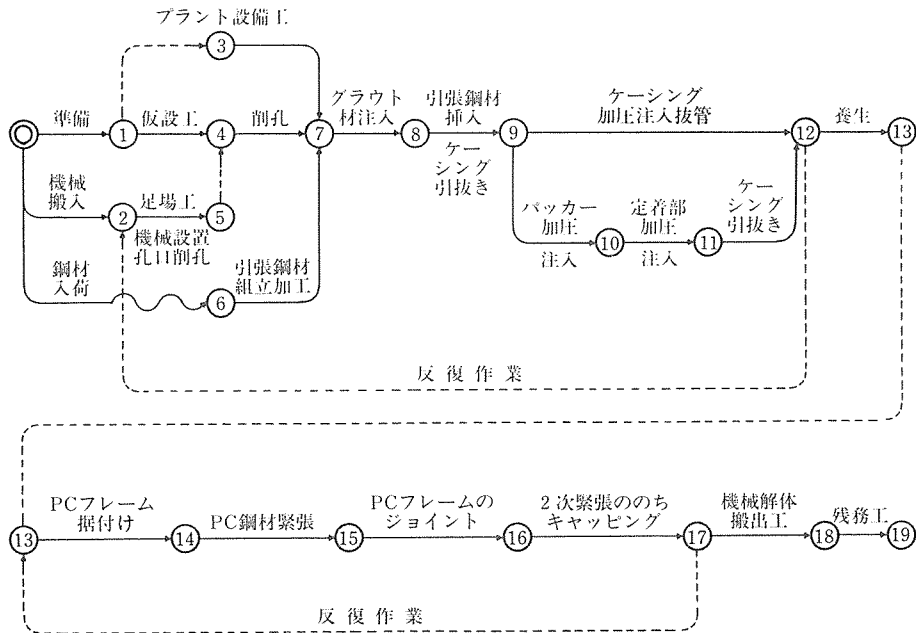 プラント設備工
③
準備
仮設工
削孔
グラウト
材注入
引張鋼材
挿入
ケー
シング
引抜き
ケーシング
加圧注入抜管
養生
①
④
⑦
⑧
⑨
⑫
⑬
機械
搬入
足場工
②
⑤
機械設置
孔口削孔
パッカー
加圧
注入
定着部
加圧
注入
ケー
シング
引抜き
⑩
⑪
鋼材
入荷
引張鋼材
組立加工
⑥
反復作業
PCフレーム
据付け
PC鋼材緊張
PCフレームの
ジョイント
2次緊張ののち
キャッピング
機械解体
搬出工
残務工
⑬
⑭
⑮
⑯
⑰
⑱
⑲
反復作業